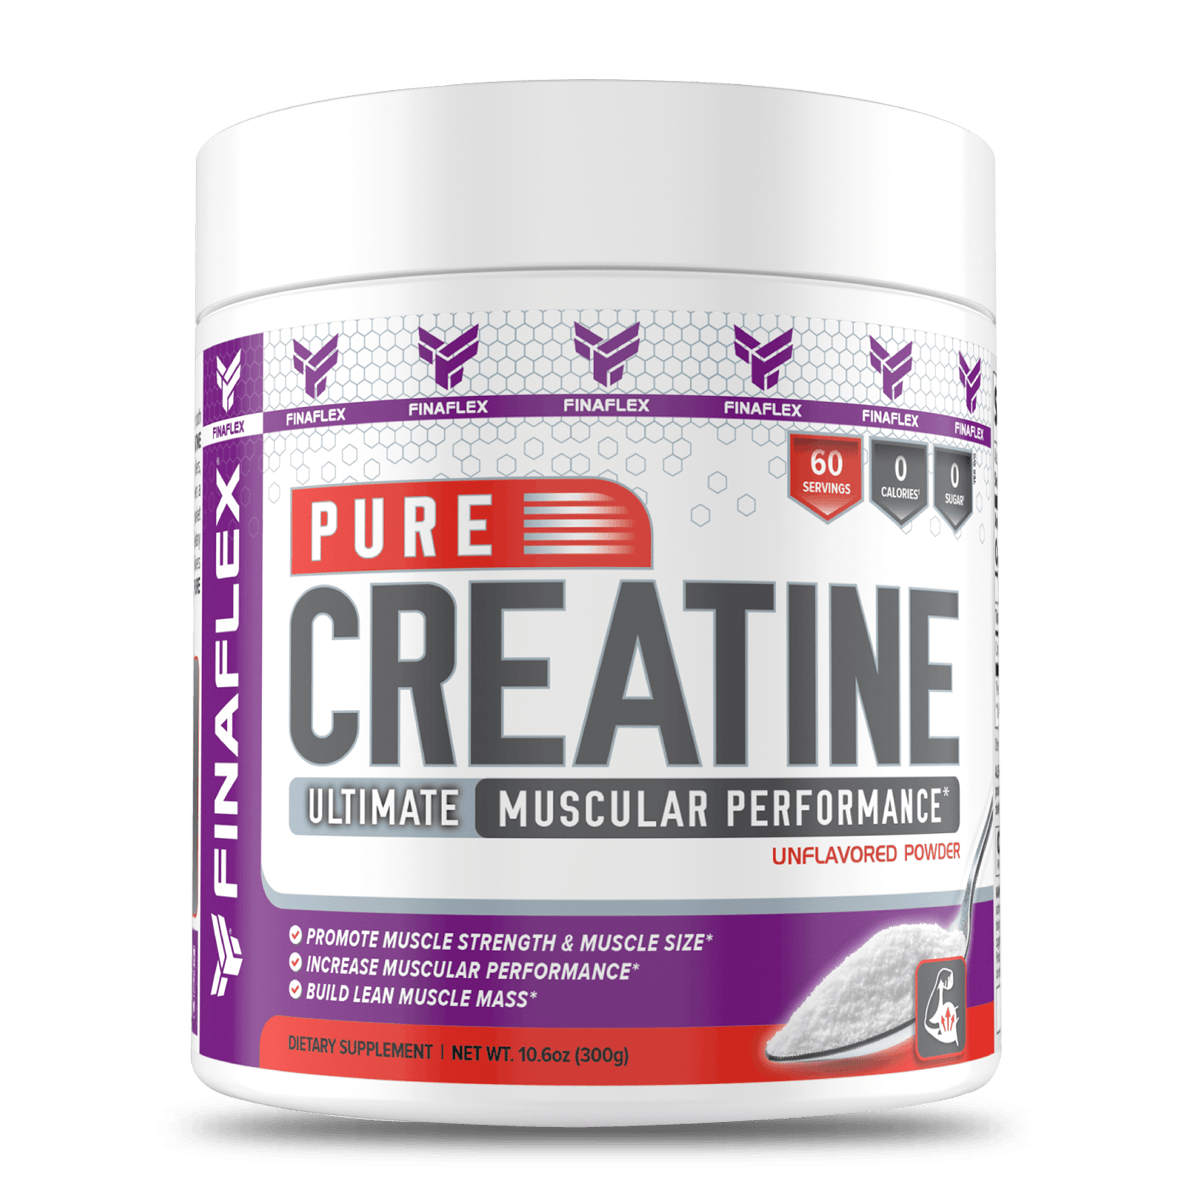 FINAFLEX
FINAFLEX
FINAFLEX
FINAFLEX
FINAFLEX
FINAFLEX
FINAFLEX
FINAFLEX®
60
SERVINGS
0
CALORIES†
0
SUGAR†
PURE
CREATINE
ULTIMATE MUSCULAR PERFORMANCE*
UNFLAVORED POWDER
PROMOTE MUSCLE STRENGTH & MUSCLE SIZE*
INCREASE MUSCULAR PERFORMANCE*
BUILD LEAN MUSCLE MASS*
DIETARY SUPPLEMENT | NET WT. 10.6oz (300g)